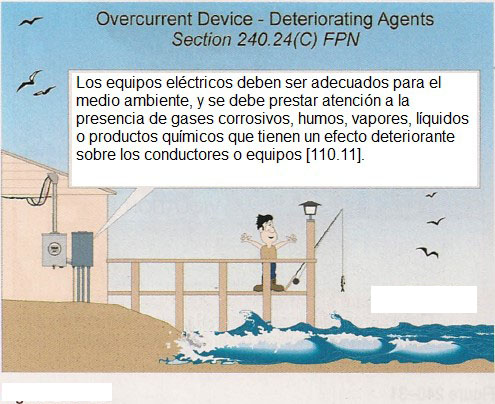 Overcurrent Device - Deteriorating Agents
Section 240.24(C) FPN
Los equipos eléctricos deben ser adecuados para el
medio ambiente, y se debe prestar atención a la
presencia de gases corrosivos, humos, vapores, líquidos
o productos químicos que tienen un efecto deteriorante
sobre los conductores o equipos [110.11].